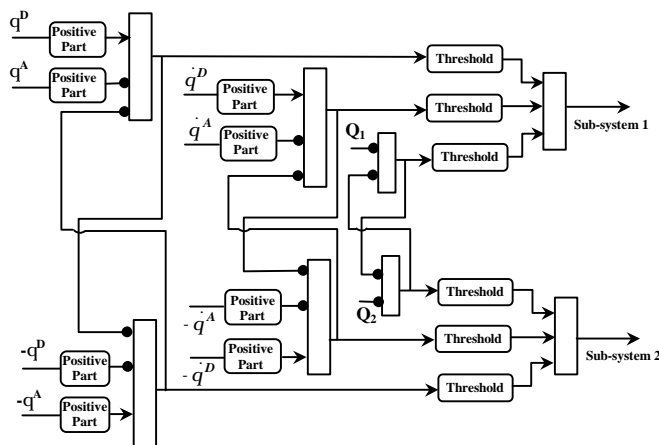 q^D
Positive
Part
q^A
Positive
Part
q̇^D
Positive
Part
q̇^A
Positive
Part
Q₁
Threshold
Threshold
Threshold
Sub-system 1
- q̇^A
Positive
Part
- q̇^D
Positive
Part
Q₂
-q^D
Positive
Part
-q^A
Positive
Part
Threshold
Threshold
Threshold
Sub-system 2